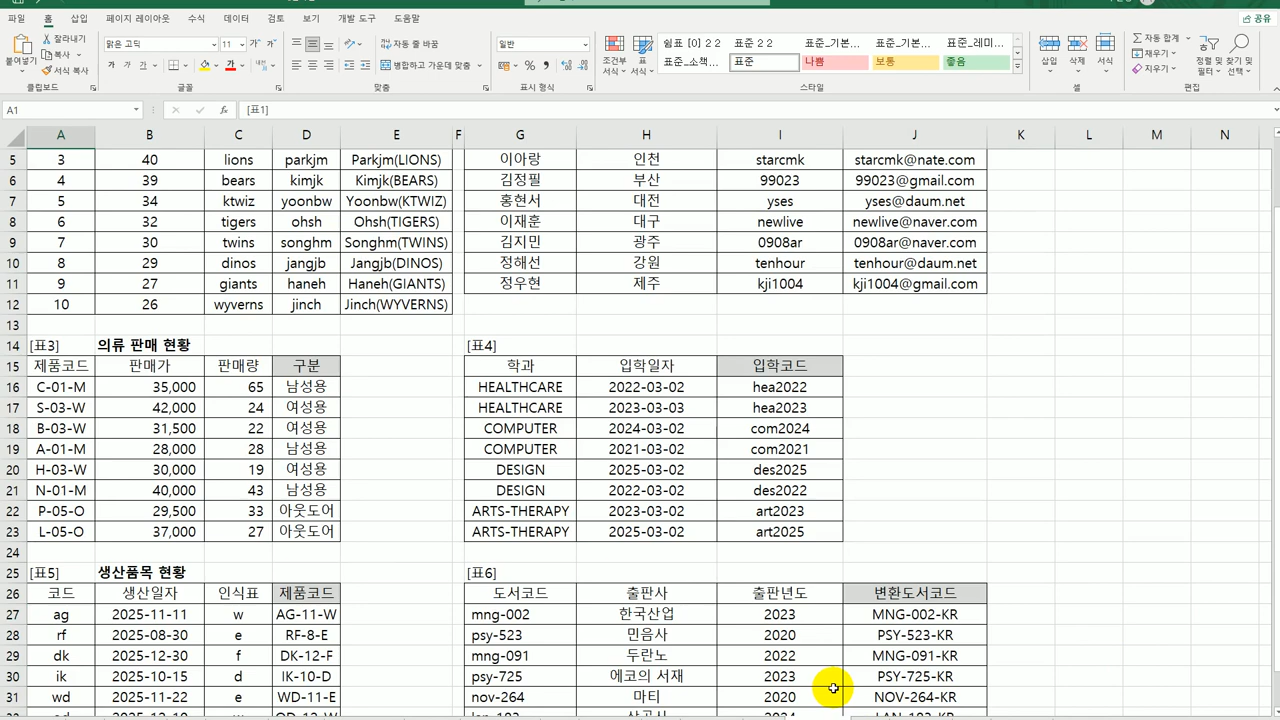 파일 홈 삽입 페이지 레이아웃 수식 데이터 검토 보기 개발 도구 도움말 공유
잘라내기 맑은 고딕 11 가 가 자동 줄 바꿈 일반 쉼표 [0] 2 2 표준 2 2 표준_기본... 표준_기본... 표준_레미... 자동 합계
붙여넣기 복사 조건부 서식 표 서식 삽입 삭제 서식 채우기 정렬 및 필터 찾기 및 선택
서식 복사 가 가 가 병합하고 가운데 맞춤 % 표준_소책... 표준 나쁨 보통 좋음 지우기
클립보드 글꼴 맞춤 표시 형식 스타일 셀 편집
A1 fx [표1]
A B C D E F G H I J K L M N
5 3 40 lions parkjm Parkjm(LIONS) 이아랑 인천 starcmk starcmk@nate.com
6 4 39 bears kimjk Kimjk(BEARS) 김정필 부산 99023 99023@gmail.com
7 5 34 ktwiz yoonbw Yoonbw(KTWIZ) 홍현서 대전 yses yses@daum.net
8 6 32 tigers ohsh Ohsh(TIGERS) 이재훈 대구 newlive newlive@naver.com
9 7 30 twins songhm Songhm(TWINS) 김지민 광주 0908ar 0908ar@naver.com
10 8 29 dinos jangjb Jangjb(DINOS) 정해선 강원 tenhour tenhour@daum.net
11 9 27 giants haneh Haneh(GIANTS) 정우현 제주 kji1004 kji1004@gmail.com
12 10 26 wyverns jinch Jinch(WYVERNS)
13
14 [표3] 의류 판매 현황 [표4]
15 제품코드 판매가 판매량 구분 학과 입학일자 입학코드
16 C-01-M 35,000 65 남성용 HEALTHCARE 2022-03-02 hea2022
17 S-03-W 42,000 24 여성용 HEALTHCARE 2023-03-03 hea2023
18 B-03-W 31,500 22 여성용 COMPUTER 2024-03-02 com2024
19 A-01-M 28,000 28 남성용 COMPUTER 2021-03-02 com2021
20 H-03-W 30,000 19 여성용 DESIGN 2025-03-02 des2025
21 N-01-M 40,000 43 남성용 DESIGN 2022-03-02 des2022
22 P-05-O 29,500 33 아웃도어 ARTS-THERAPY 2023-03-02 art2023
23 L-05-O 37,000 27 아웃도어 ARTS-THERAPY 2025-03-02 art2025
24
25 [표5] 생산품목 현황 [표6]
26 코드 생산일자 인식표 제품코드 도서코드 출판사 출판년도 변환도서코드
27 ag 2025-11-11 w AG-11-W mng-002 한국산업 2023 MNG-002-KR
28 rf 2025-08-30 e RF-8-E psy-523 민음사 2020 PSY-523-KR
29 dk 2025-12-30 f DK-12-F mng-091 두란노 2022 MNG-091-KR
30 ik 2025-10-15 d IK-10-D psy-725 에코의 서재 2023 PSY-725-KR
31 wd 2025-11-22 e WD-11-E nov-264 마티 2020 NOV-264-KR